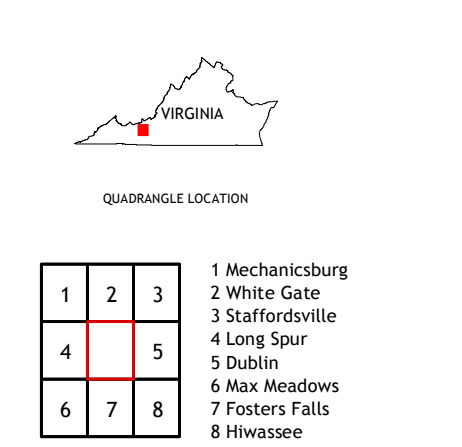 VIRGINIA
QUADRANGLE LOCATION
1 2 3
4 5
6 7 8
1 Mechanicsburg
2 White Gate
3 Staffordsville
4 Long Spur
5 Dublin
6 Max Meadows
7 Fosters Falls
8 Hiwassee